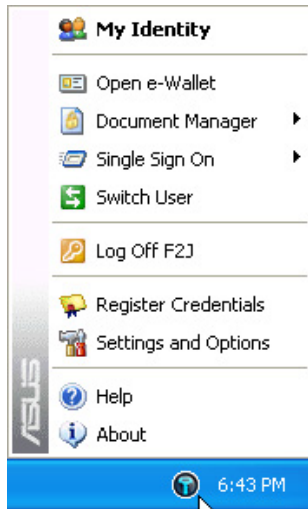 My Identity
Open e-Wallet
Document Manager
Single Sign On
Switch User
Log Off F2J
Register Credentials
Settings and Options
Help
About
ASUS
6:43 PM